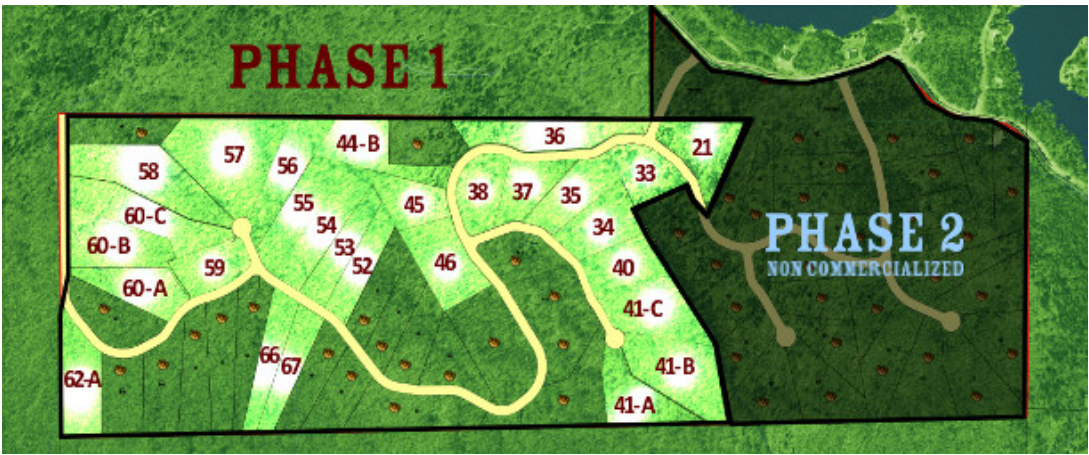 PHASE 1
36
44-B
21
57
56
58
33
38
37
35
45
55
60-C
54
34
60-B
53
52
46
59
40
60-A
41-C
66
67
41-B
62-A
41-A
PHASE 2
NON COMMERCIALIZED